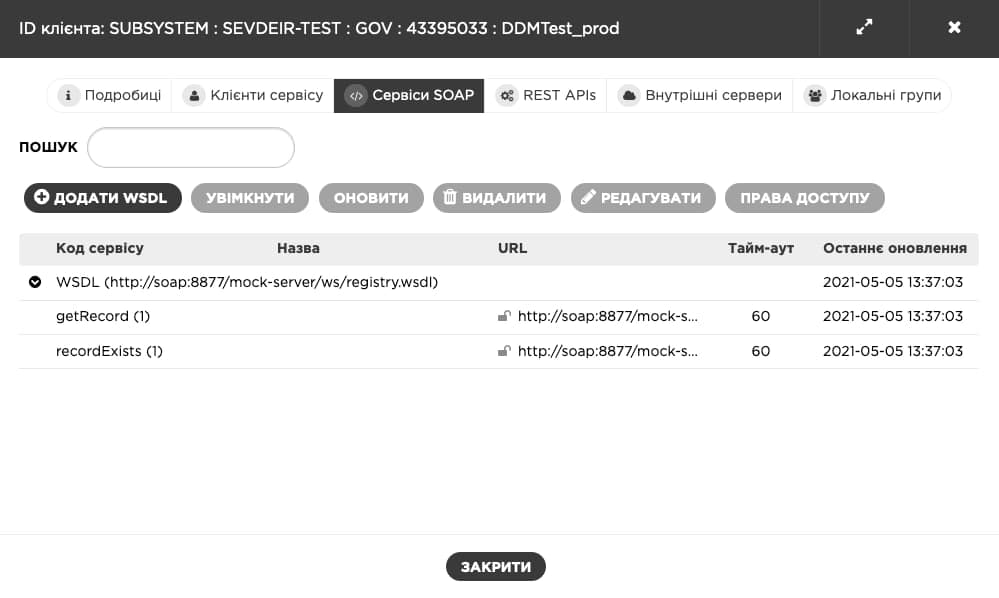 ID клієнта: SUBSYSTEM : SEVDEIR-TEST : GOV : 43395033 : DDMTest_prod
Подробиці Клієнти сервісу Сервіси SOAP REST APIs Внутрішні сервери Локальні групи
ПОШУК
ДОДАТИ WSDL УВІМКНУТИ ОНОВИТИ ВИДАЛИТИ РЕДАГУВАТИ ПРАВА ДОСТУПУ
Код сервісу Назва URL Тайм-аут Останнє оновлення
WSDL (http://soap:8877/mock-server/ws/registry.wsdl) 2021-05-05 13:37:03
getRecord (1) http://soap:8877/mock-s... 60 2021-05-05 13:37:03
recordExists (1) http://soap:8877/mock-s... 60 2021-05-05 13:37:03
ЗАКРИТИ